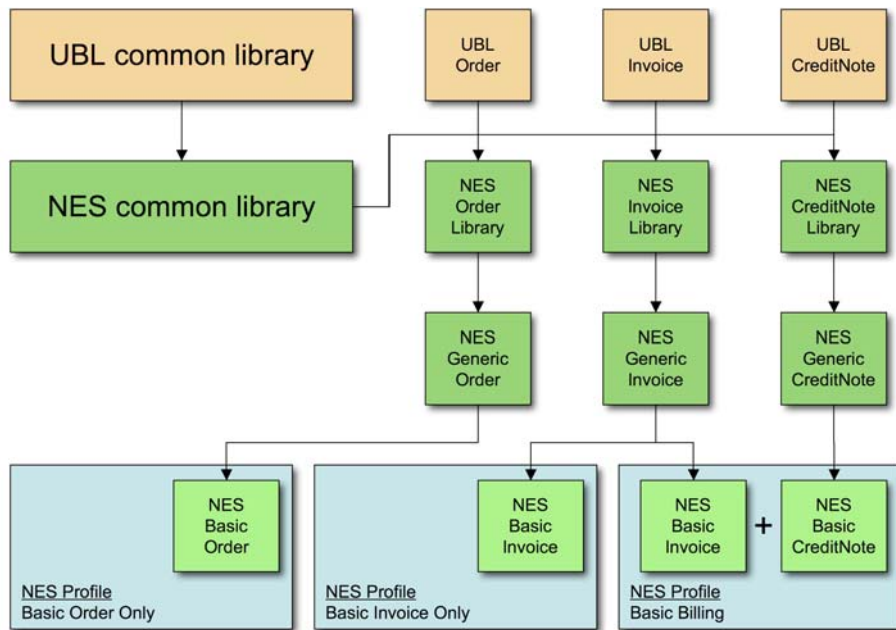 UBL common library
UBL
Order
UBL
Invoice
UBL
CreditNote
NES common library
NES
Order
Library
NES
Invoice
Library
NES
CreditNote
Library
NES
Generic
Order
NES
Generic
Invoice
NES
Generic
CreditNote
NES
Basic
Order
NES Profile
Basic Order Only
NES
Basic
Invoice
NES Profile
Basic Invoice Only
NES
Basic
Invoice
+
NES
Basic
CreditNote
NES Profile
Basic Billing